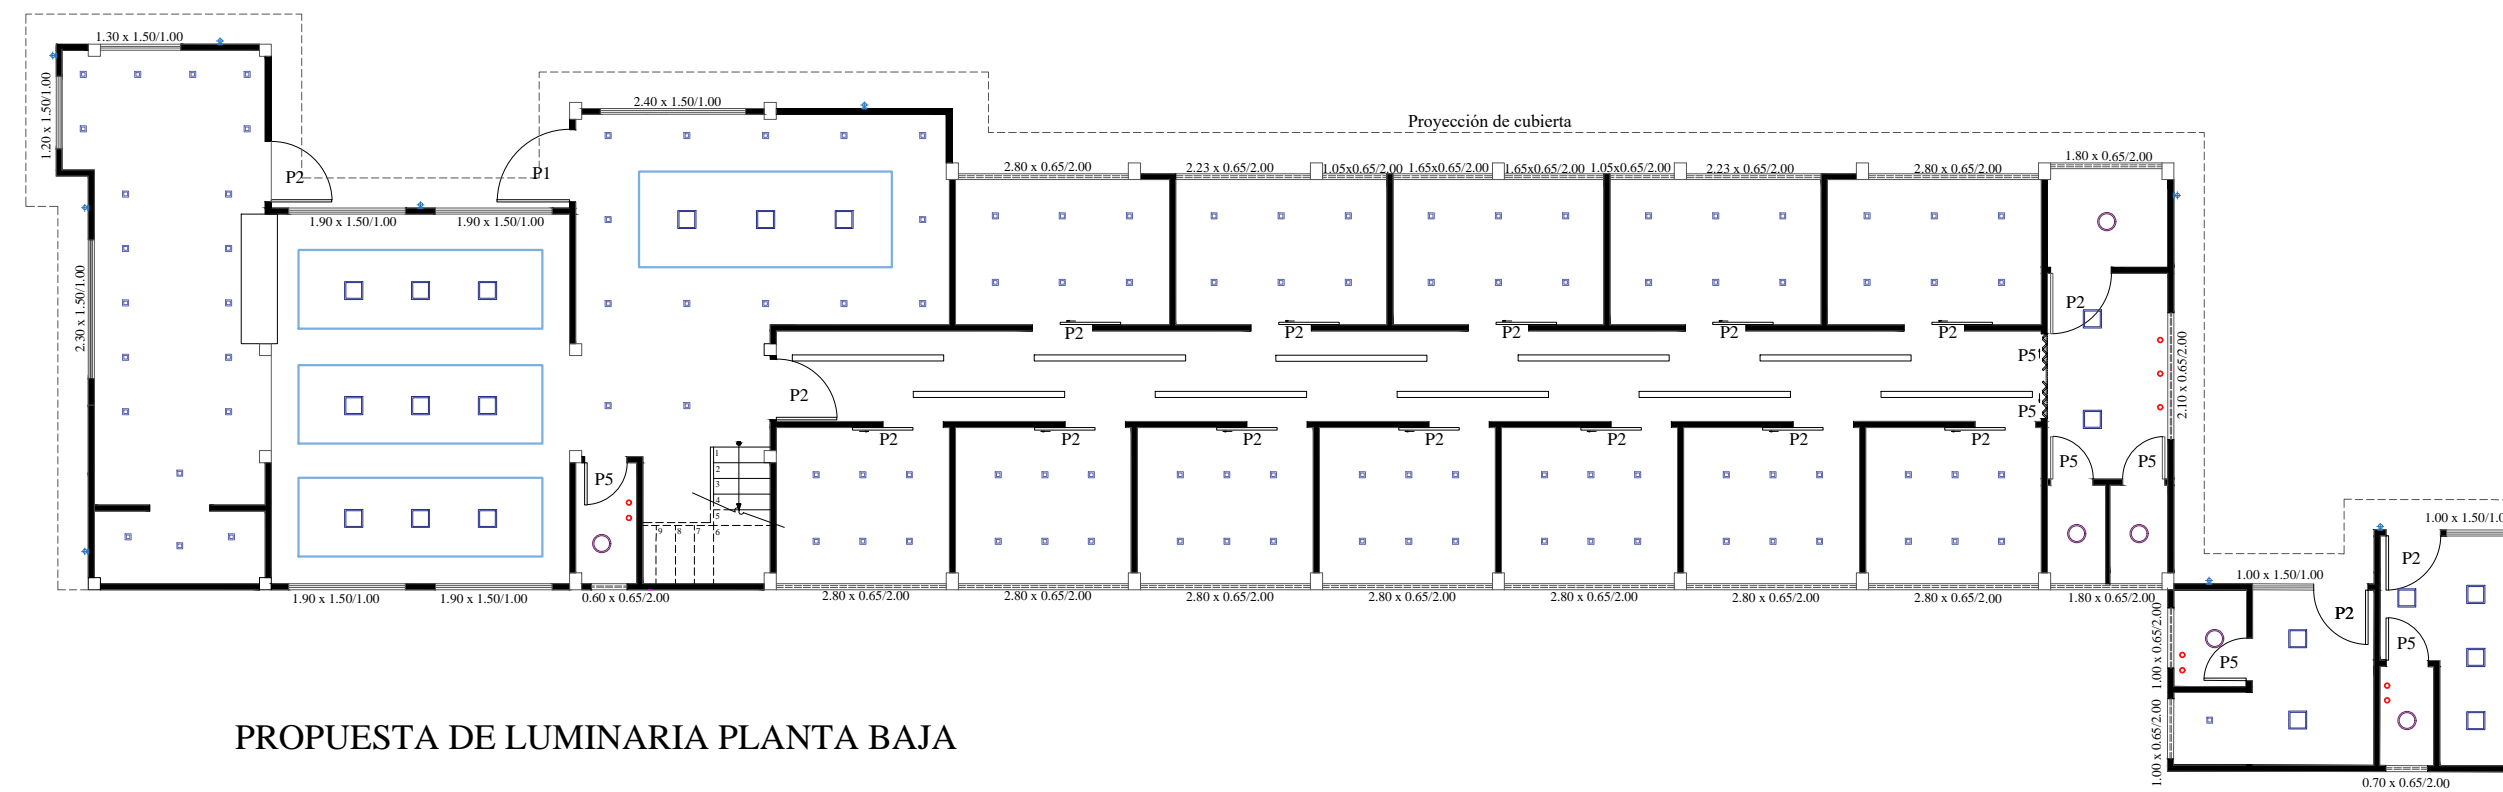 1.30 x 1.50/1.00
1.20 x 1.50/1.00
2.40 x 1.50/1.00
Proyección de cubierta
P2
P1
2.80 x 0.65/2.00
2.23 x 0.65/2.00
1.05x0.65/2.00
1.65x0.65/2.00
1.65x0.65/2.00
1.05x0.65/2.00
2.23 x 0.65/2.00
2.80 x 0.65/2.00
1.80 x 0.65/2.00
1.90 x 1.50/1.00
1.90 x 1.50/1.00
2.30 x 1.50/1.00
P2
P2
P2
P2
P2
P2
P5
P5
2.10 x 0.65/2.00
P2
P2
P2
P2
P2
P2
P2
P2
P5
P5
P5
1
2
3
4
5
6
7
8
9
1.90 x 1.50/1.00
1.90 x 1.50/1.00
0.60 x 0.65/2.00
2.80 x 0.65/2.00
2.80 x 0.65/2.00
2.80 x 0.65/2.00
2.80 x 0.65/2.00
2.80 x 0.65/2.00
2.80 x 0.65/2.00
2.80 x 0.65/2.00
1.80 x 0.65/2.00
1.00 x 1.50/1.00
1.00 x 1.50/1.0
P2
P2
P5
P5
1.00 x 0.65/2.00
1.00 x 0.65/2.00
0.70 x 0.65/2.00
PROPUESTA DE LUMINARIA PLANTA BAJA